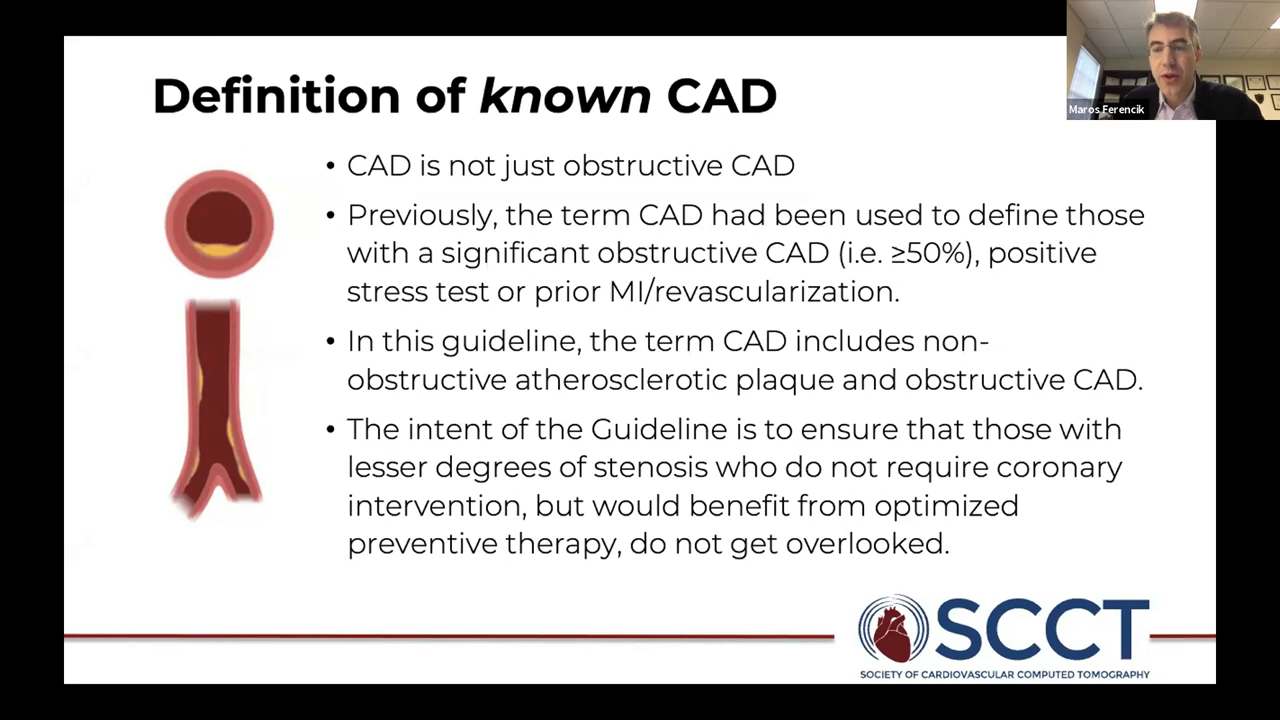 Definition of known CAD
Maros Ferencik
• CAD is not just obstructive CAD
• Previously, the term CAD had been used to define those
with a significant obstructive CAD (i.e. ≥50%), positive
stress test or prior MI/revascularization.
• In this guideline, the term CAD includes non-
obstructive atherosclerotic plaque and obstructive CAD.
• The intent of the Guideline is to ensure that those with
lesser degrees of stenosis who do not require coronary
intervention, but would benefit from optimized
preventive therapy, do not get overlooked.
SCCT
SOCIETY OF CARDIOVASCULAR COMPUTED TOMOGRAPHY